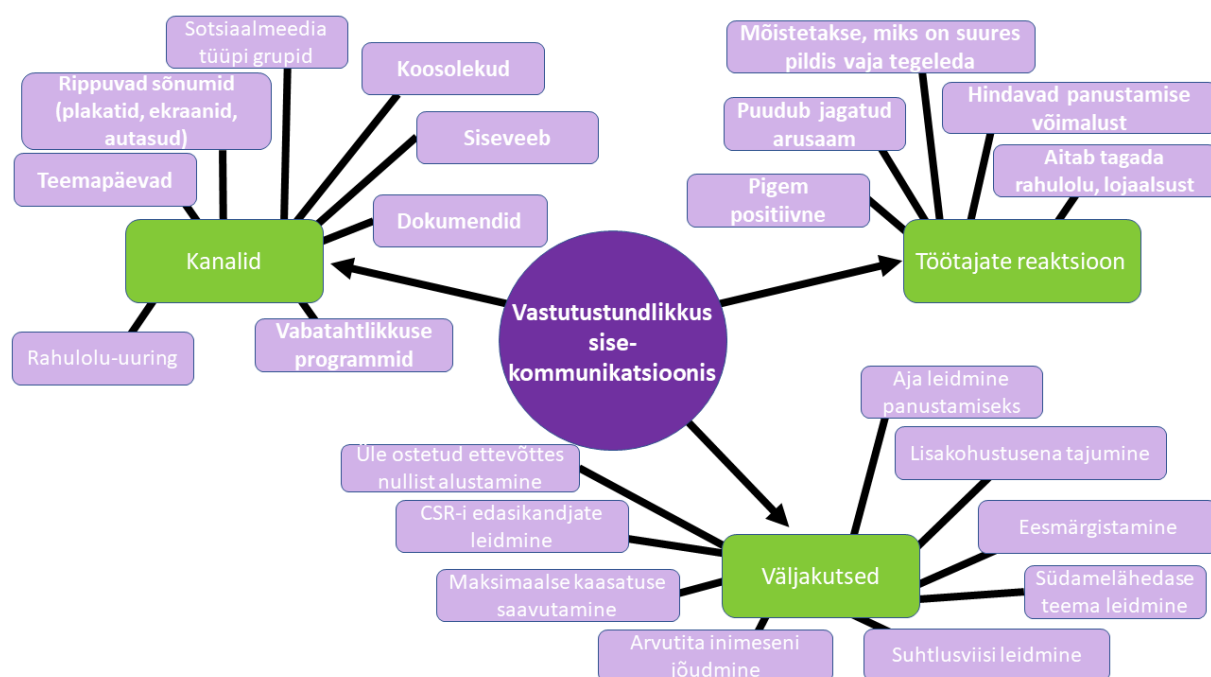 Sotsiaalmeedia
tüüpi grupid
Rippuvad sõnumid
(plakatid, ekraanid,
autasud)
Teemapäevad
Koosolekud
Siseveeb
Dokumendid
Kanalid
Rahulolu-uuring
Vabatahtlikkuse
programmid
Mõistetakse, miks on suures
pildis vaja tegeleda
Puudub jagatud
arusaam
Hindavad panustamise
võimalust
Pigem
positiivne
Aitab tagada
rahulolu, lojaalsust
Töötajate reaktsioon
Vastutustundlikkus
sise-
kommunikatsioonis
Üle ostetud ettevõttes
nullist alustamine
CSR-i edasikandjate
leidmine
Maksimaalse kaasatuse
saavutamine
Arvutita inimeseni
jõudmine
Väljakutsed
Aja leidmine
panustamiseks
Lisakohustusena tajumine
Eesmärgistamine
Südamelähedase
teema leidmine
Suhtlusviisi leidmine